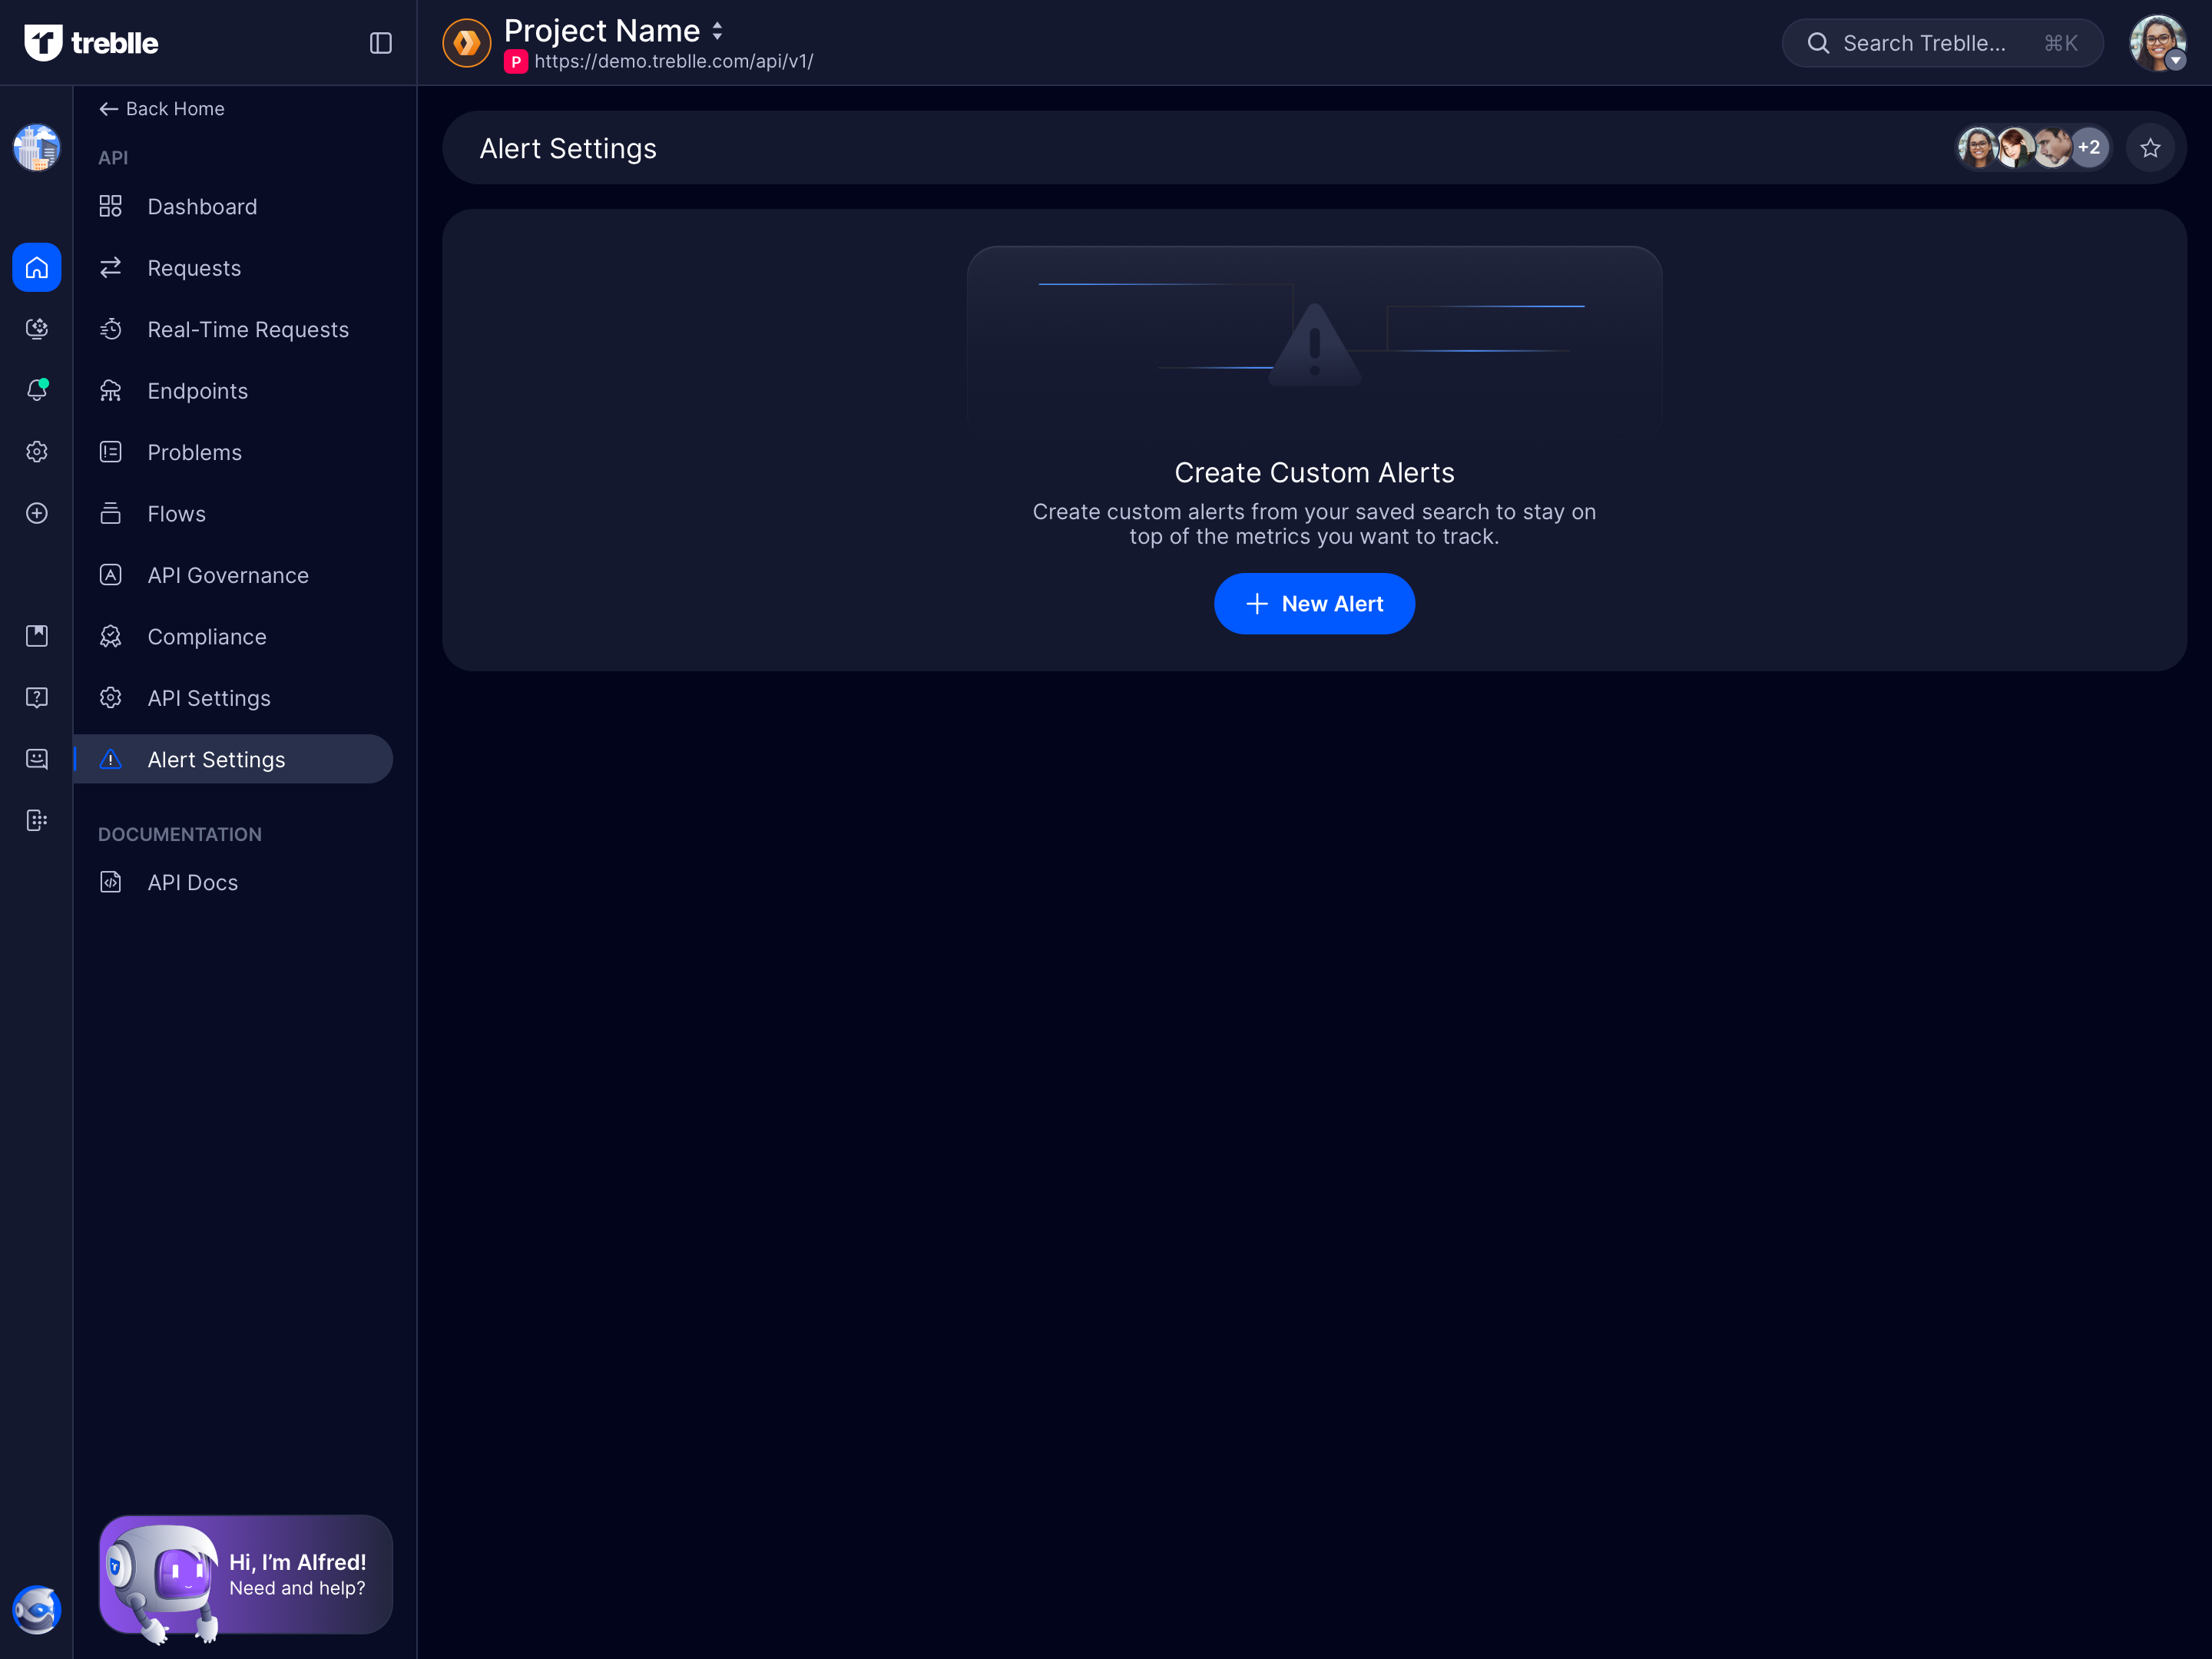 treblle
Project Name
P https://demo.treblle.com/api/v1/
Search Treblle... ⌘K
Back Home
API
Dashboard
Requests
Real-Time Requests
Endpoints
Problems
Flows
API Governance
Compliance
API Settings
Alert Settings
DOCUMENTATION
API Docs
Hi, I’m Alfred!
Need and help?
Alert Settings
+2
Create Custom Alerts
Create custom alerts from your saved search to stay on
top of the metrics you want to track.
New Alert